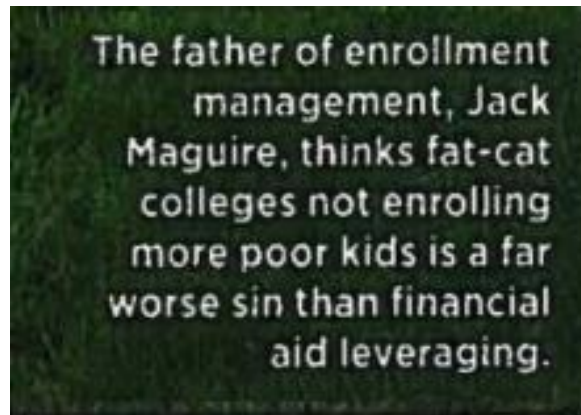 The father of enrollment
management, Jack
Maguire, thinks fat-cat
colleges not enrolling
more poor kids is a far
worse sin than financial
aid leveraging.